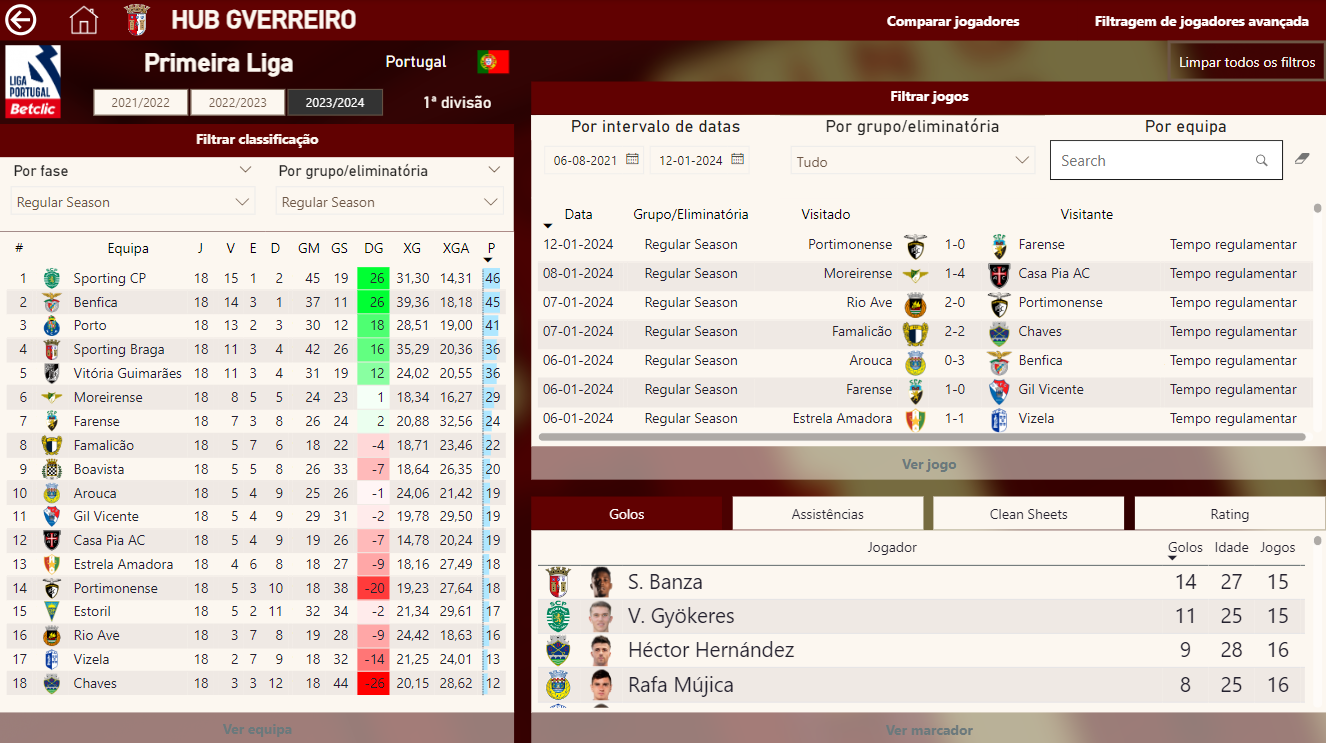 HUB GVERREIRO
Comparar jogadores
Filtragem de jogadores avançada
LIGA
PORTUGAL
Betclic
Primeira Liga
Portugal
2021/2022 2022/2023 2023/2024
1ª divisão
Limpar todos os filtros
Filtrar classificação
Por fase
Por grupo/eliminatória
Regular Season
Regular Season
# Equipa J V E D GM GS DG XG XGA P
1 Sporting CP 18 15 1 2 45 19 26 31,30 14,31 46
2 Benfica 18 14 3 1 37 11 26 39,36 18,18 45
3 Porto 18 13 2 3 30 12 18 28,51 19,00 41
4 Sporting Braga 18 11 3 4 42 26 16 35,29 20,36 36
5 Vitória Guimarães 18 11 3 4 31 19 12 24,02 20,55 36
6 Moreirense 18 8 5 5 24 23 1 18,34 16,27 29
7 Farense 18 7 3 8 26 24 2 20,88 32,56 24
8 Famalicão 18 5 7 6 18 22 -4 18,71 23,46 22
9 Boavista 18 5 5 8 26 33 -7 18,64 26,35 20
10 Arouca 18 5 4 9 25 26 -1 24,06 21,42 19
11 Gil Vicente 18 5 4 9 29 31 -2 19,78 29,50 19
12 Casa Pia AC 18 5 4 9 19 26 -7 14,78 20,24 19
13 Estrela Amadora 18 4 6 8 18 27 -9 18,16 27,49 18
14 Portimonense 18 5 3 10 18 38 -20 19,23 27,64 18
15 Estoril 18 5 2 11 32 34 -2 21,34 29,61 17
16 Rio Ave 18 3 7 8 19 28 -9 24,42 18,63 16
17 Vizela 18 2 7 9 18 32 -14 21,25 24,01 13
18 Chaves 18 3 3 12 18 44 -26 20,15 28,62 12
Ver equipa
Filtrar jogos
Por intervalo de datas
Por grupo/eliminatória
Por equipa
06-08-2021 12-01-2024
Tudo
Search
Data Grupo/Eliminatória Visitado Visitante
12-01-2024 Regular Season Portimonense 1-0 Farense Tempo regulamentar
08-01-2024 Regular Season Moreirense 1-4 Casa Pia AC Tempo regulamentar
07-01-2024 Regular Season Rio Ave 2-0 Portimonense Tempo regulamentar
07-01-2024 Regular Season Famalicão 2-2 Chaves Tempo regulamentar
06-01-2024 Regular Season Arouca 0-3 Benfica Tempo regulamentar
06-01-2024 Regular Season Farense 1-0 Gil Vicente Tempo regulamentar
06-01-2024 Regular Season Estrela Amadora 1-1 Vizela Tempo regulamentar
Ver jogo
Golos Assistências Clean Sheets Rating
Jogador Golos Idade Jogos
S. Banza 14 27 15
V. Gyökeres 11 25 15
Héctor Hernández 9 28 16
Rafa Mújica 8 25 16
Ver marcador